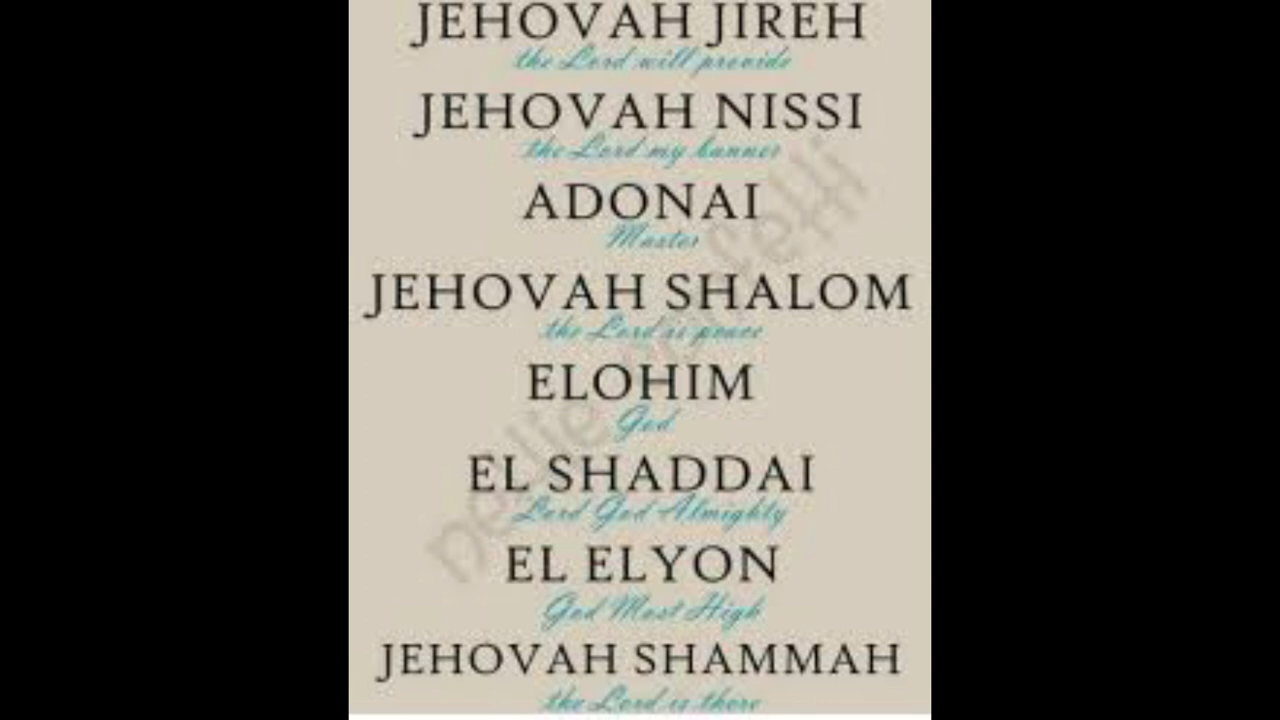 JEHOVAH JIREH
the Lord will provide
JEHOVAH NISSI
the Lord my banner
ADONAI
Master
JEHOVAH SHALOM
the Lord is peace
ELOHIM
God
EL SHADDAI
Lord God Almighty
EL ELYON
God Most High
JEHOVAH SHAMMAH
the Lord is there